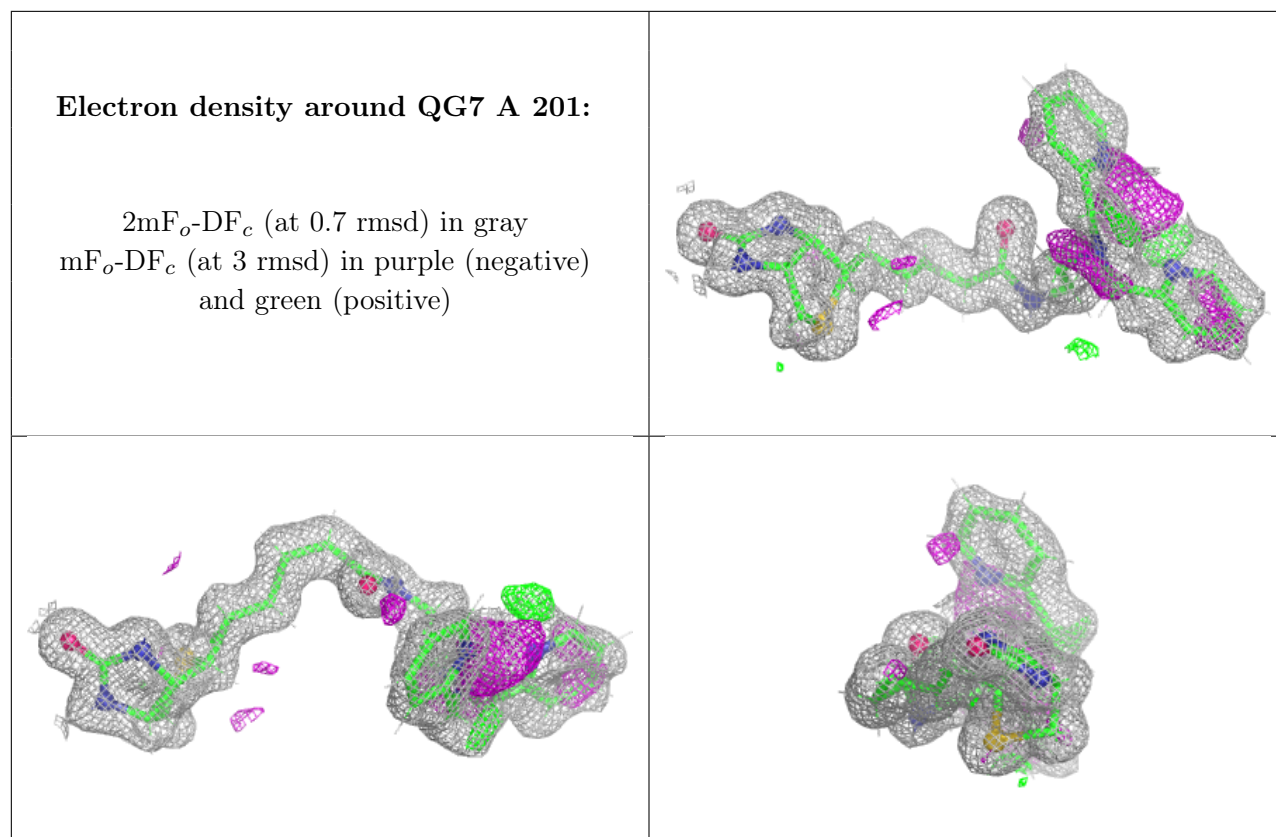 Electron density around QG7 A 201:
2mFo-DFc (at 0.7 rmsd) in gray
mFo-DFc (at 3 rmsd) in purple (negative)
and green (positive)